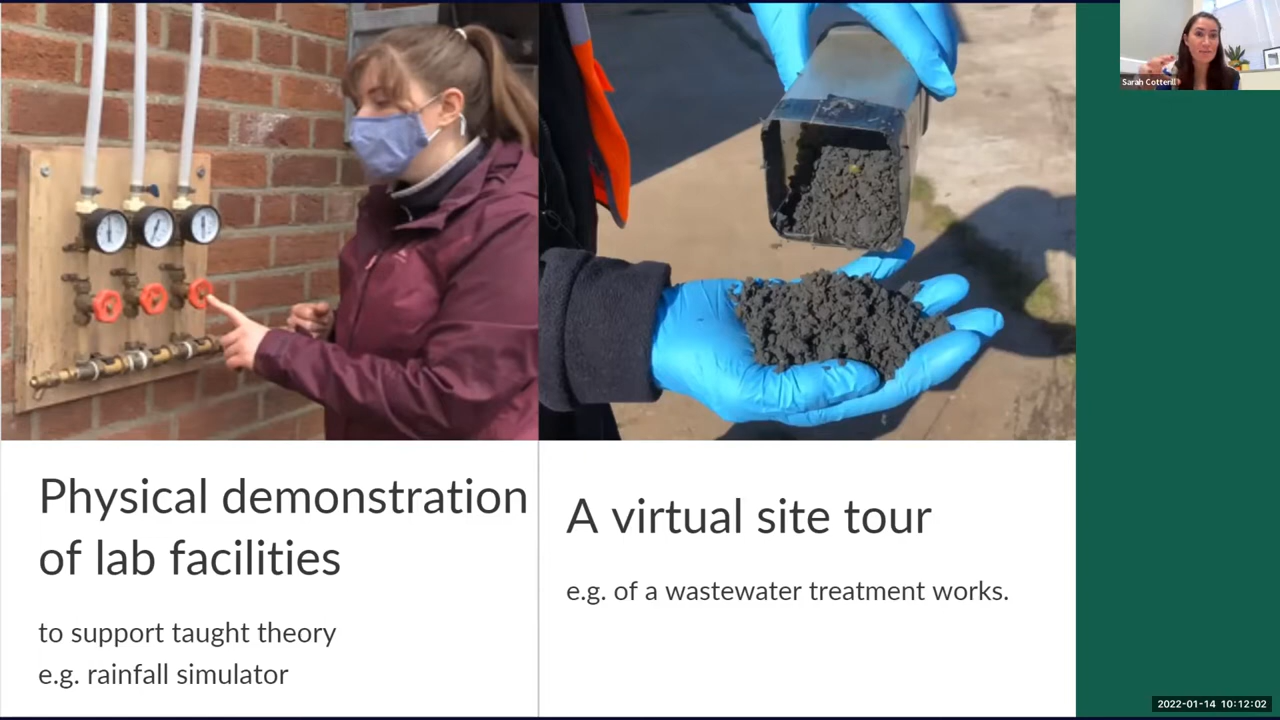 Sarah Cotterill
Physical demonstration
of lab facilities
to support taught theory
e.g. rainfall simulator
A virtual site tour
e.g. of a wastewater treatment works.
2022-01-14 10:12:02